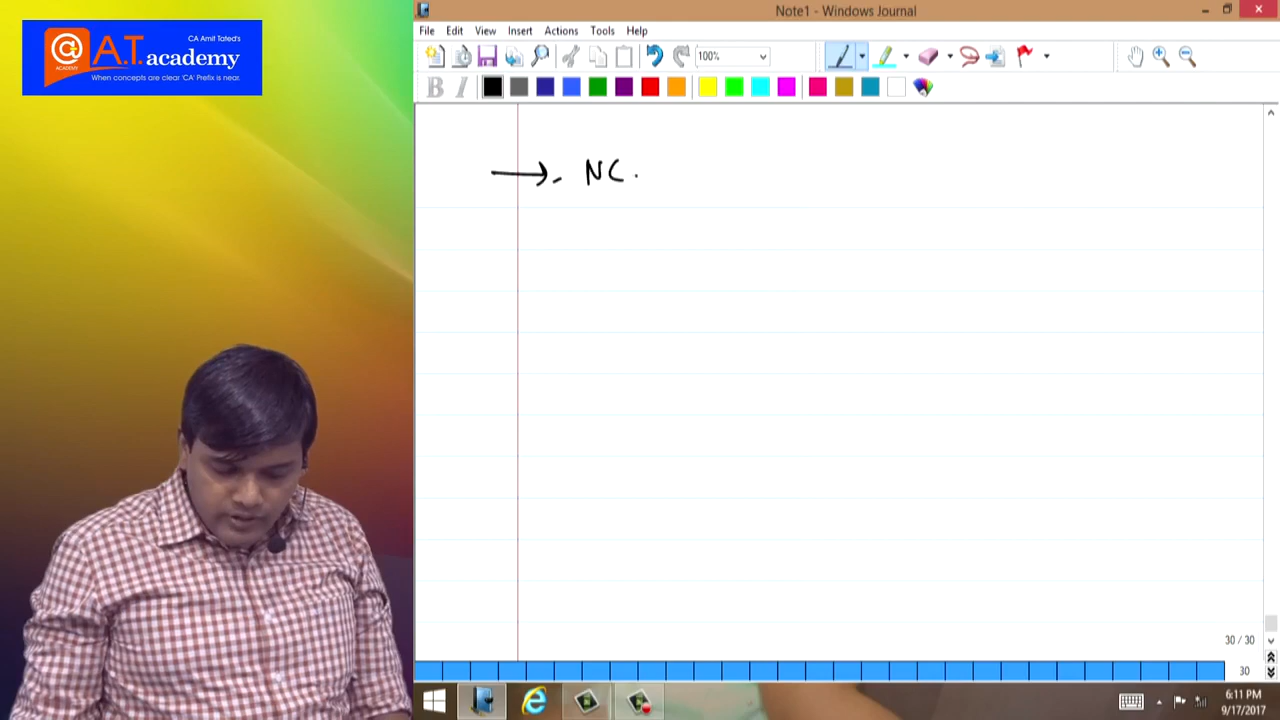 Note1 - Windows Journal
CA Amit Tated's
@ A.T. academy
ACADEMY
When concepts are clear 'CA' Prefix is near.
File Edit View Insert Actions Tools Help
100%
B I
→. NC.
30 / 30
30
6:11 PM
9/17/2017